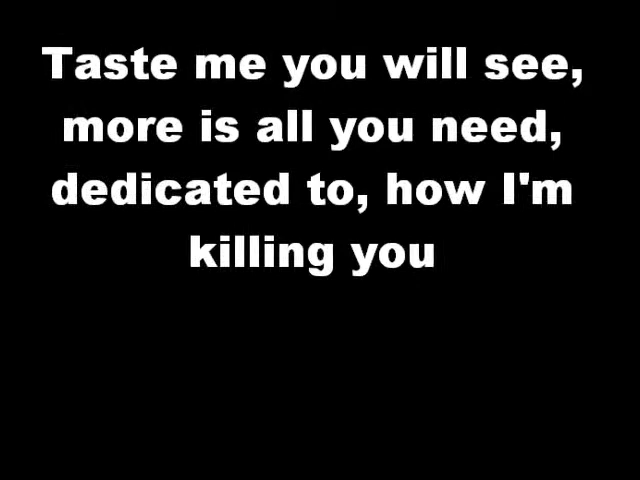 Taste me you will see,
more is all you need,
dedicated to, how I'm
killing you